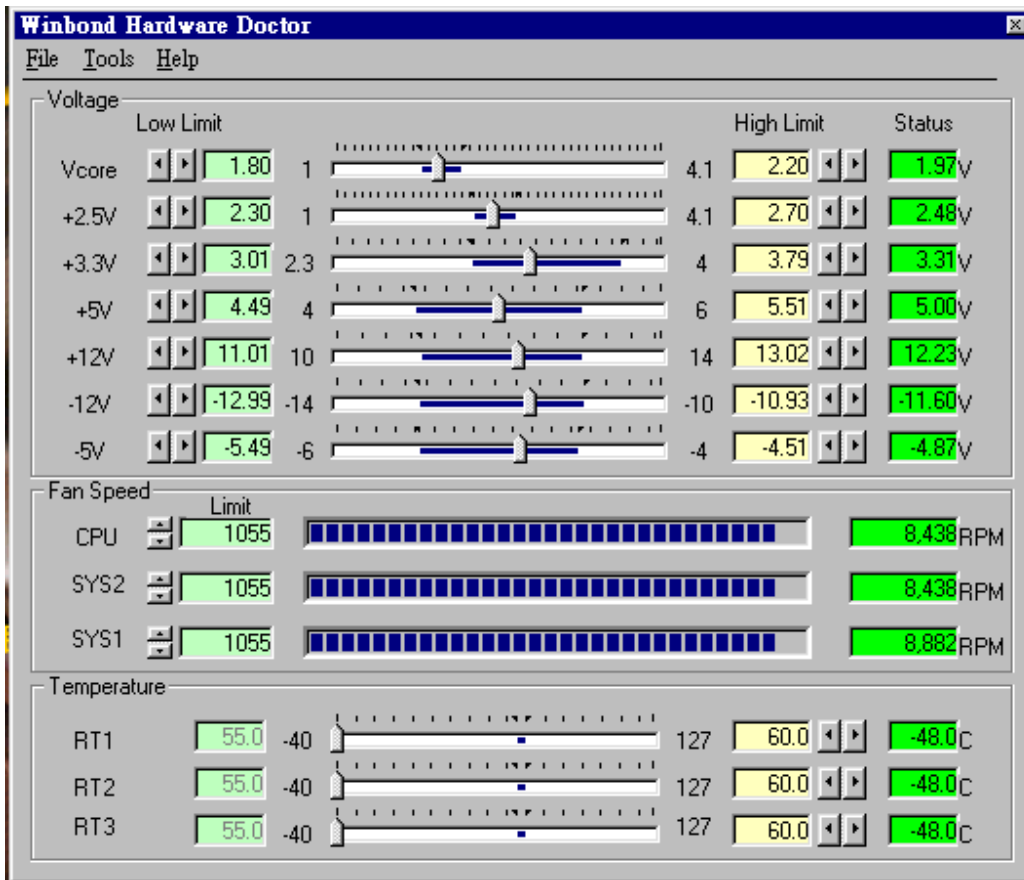 Winbond Hardware Doctor
File Tools Help
Voltage
Low Limit High Limit Status
Vcore 1.80 1 4.1 2.20 1.97V
+2.5V 2.30 1 4.1 2.70 2.48V
+3.3V 3.01 2.3 4 3.79 3.31V
+5V 4.49 4 6 5.51 5.00V
+12V 11.01 10 14 13.02 12.23V
-12V -12.99 -14 -10 -10.93 -11.60V
-5V -5.49 -6 -4 -4.51 -4.87V
Fan Speed
Limit
CPU 1055 8,438RPM
SYS2 1055 8,438RPM
SYS1 1055 8,882RPM
Temperature
RT1 55.0 -40 127 60.0 -48.0C
RT2 55.0 -40 127 60.0 -48.0C
RT3 55.0 -40 127 60.0 -48.0C